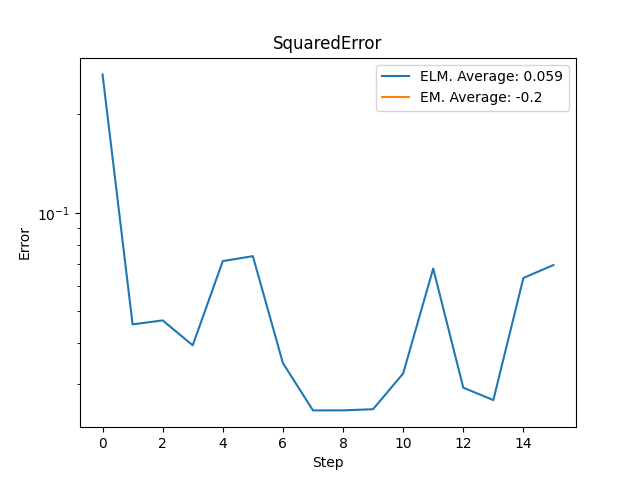 SquaredError
ELM. Average: 0.059
EM. Average: -0.2
10⁻¹
Error
0 2 4 6 8 10 12 14
Step